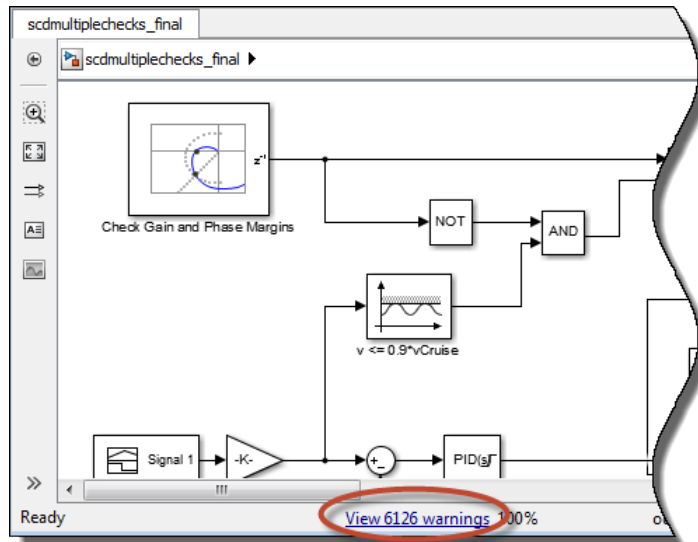 scdmultiplechecks_final
scdmultiplechecks_final
z⁻¹
Check Gain and Phase Margins
NOT
AND
v <= 0.9*vCruise
Signal 1
-K-
+
-
PID(s)
Ready
View 6126 warnings
100%